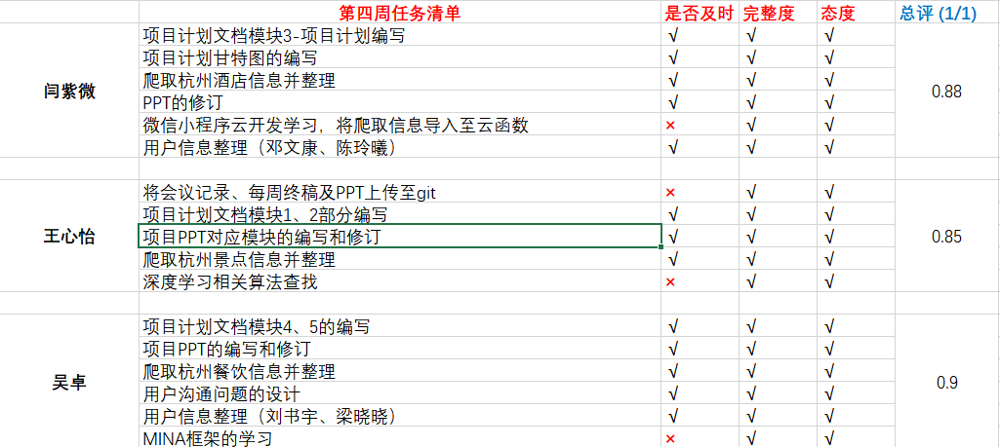 第四周任务清单 是否及时 完整度 态度 总评 (1/1)
项目计划文档模块3-项目计划编写 √ √ √
项目计划甘特图的编写 √ √ √
爬取杭州酒店信息并整理 √ √ √
闫紫微 0.88
PPT的修订 √ √ √
微信小程序云开发学习，将爬取信息导入至云函数 × √ √
用户信息整理（邓文康、陈玲曦） √ √ √
将会议记录、每周终稿及PPT上传至git × √ √
项目计划文档模块1、2部分编写 √ √ √
王心怡 项目PPT对应模块的编写和修订 √ √ √ 0.85
爬取杭州景点信息并整理 √ √ √
深度学习相关算法查找 × √ √
项目计划文档模块4、5的编写 √ √ √
项目PPT的编写和修订 √ √ √
爬取杭州餐饮信息并整理 √ √ √
吴卓 0.9
用户沟通问题的设计 √ √ √
用户信息整理（刘书宇、梁晓晓） √ √ √
MINA框架的学习 × √ √